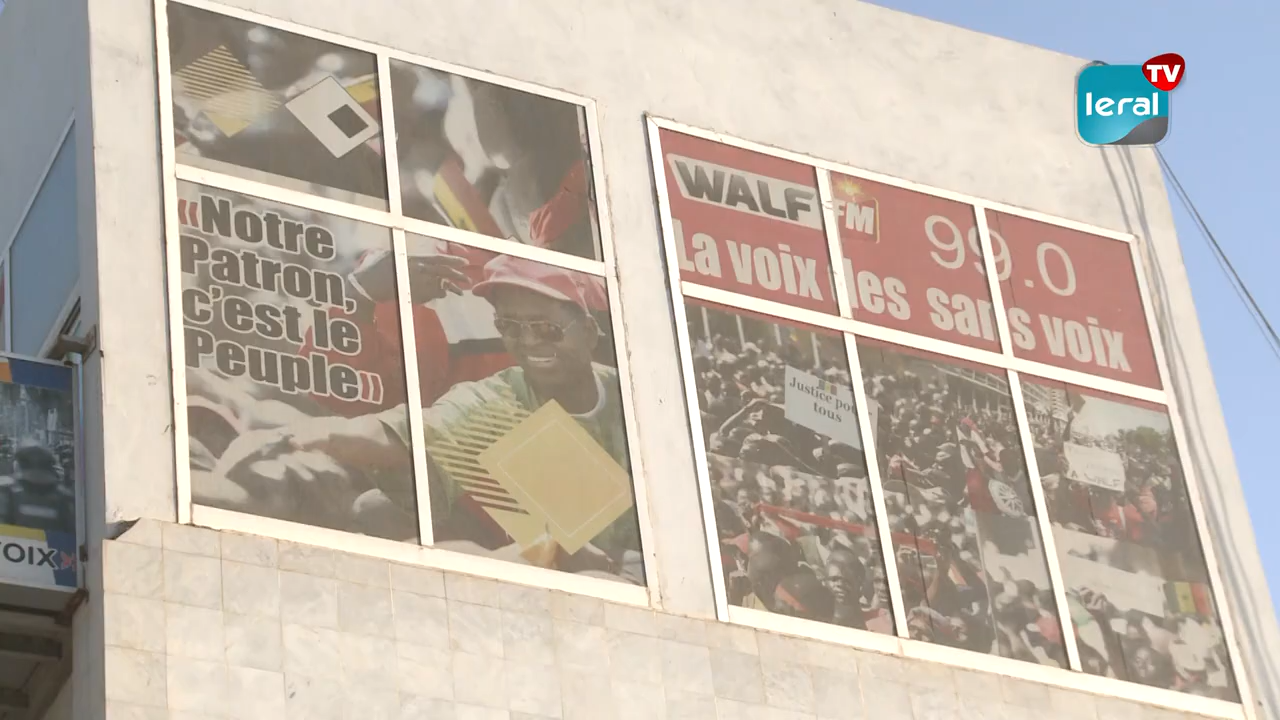 leral TV
«Notre
Patron,
c'est le
Peuple»
WALF FM 99.0
La voix des sans voix
Justice pour
tous
WALF
VOIX»